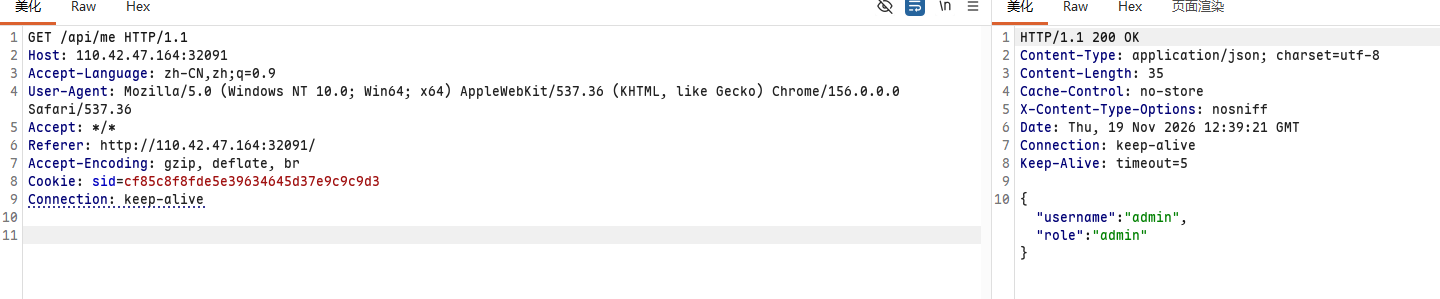 美化 Raw Hex \n
1 GET /api/me HTTP/1.1
2 Host: 110.42.47.164:32091
3 Accept-Language: zh-CN,zh;q=0.9
4 User-Agent: Mozilla/5.0 (Windows NT 10.0; Win64; x64) AppleWebKit/537.36 (KHTML, like Gecko) Chrome/156.0.0.0
Safari/537.36
5 Accept: */*
6 Referer: http://110.42.47.164:32091/
7 Accept-Encoding: gzip, deflate, br
8 Cookie: sid=cf85c8f8fde5e39634645d37e9c9c9d3
9 Connection: keep-alive
10
11
美化 Raw Hex 页面渲染
1 HTTP/1.1 200 OK
2 Content-Type: application/json; charset=utf-8
3 Content-Length: 35
4 Cache-Control: no-store
5 X-Content-Type-Options: nosniff
6 Date: Thu, 19 Nov 2026 12:39:21 GMT
7 Connection: keep-alive
8 Keep-Alive: timeout=5
9
10 {
"username":"admin",
"role":"admin"
}